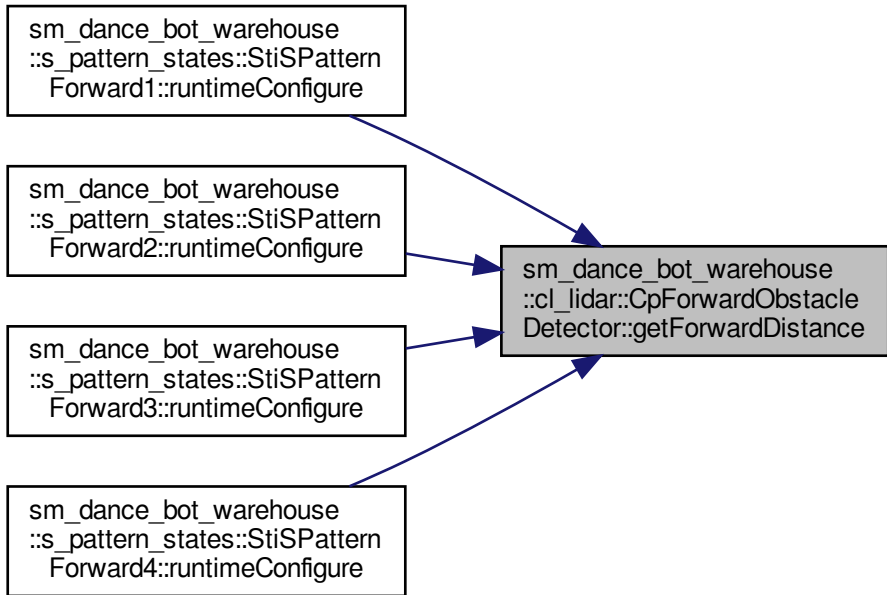 sm_dance_bot_warehouse
::s_pattern_states::StiSPattern
Forward1::runtimeConfigure
sm_dance_bot_warehouse
::s_pattern_states::StiSPattern
Forward2::runtimeConfigure
sm_dance_bot_warehouse
::cl_lidar::CpForwardObstacle
Detector::getForwardDistance
sm_dance_bot_warehouse
::s_pattern_states::StiSPattern
Forward3::runtimeConfigure
sm_dance_bot_warehouse
::s_pattern_states::StiSPattern
Forward4::runtimeConfigure